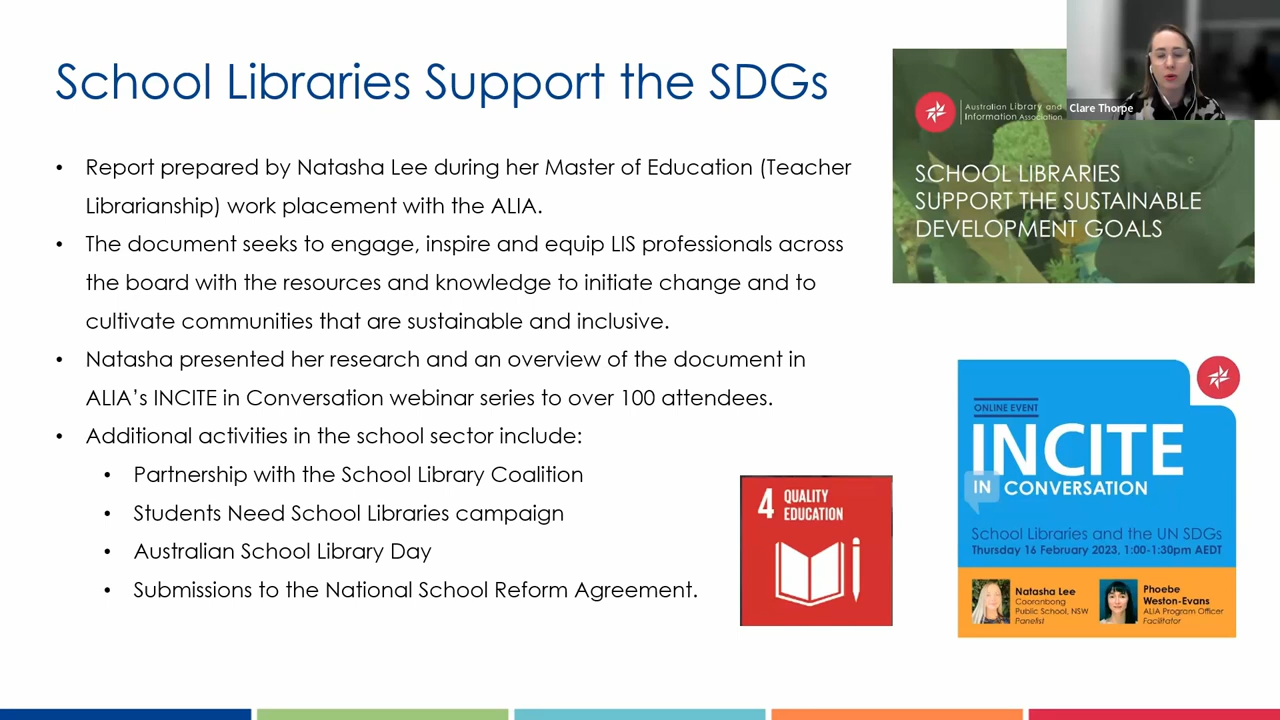 School Libraries Support the SDGs
• Report prepared by Natasha Lee during her Master of Education (Teacher
Librarianship) work placement with the ALIA.
• The document seeks to engage, inspire and equip LIS professionals across
the board with the resources and knowledge to initiate change and to
cultivate communities that are sustainable and inclusive.
• Natasha presented her research and an overview of the document in
ALIA’s INCITE in Conversation webinar series to over 100 attendees.
• Additional activities in the school sector include:
• Partnership with the School Library Coalition
• Students Need School Libraries campaign
• Australian School Library Day
• Submissions to the National School Reform Agreement.
4 QUALITY
EDUCATION
Clare Thorpe
Australian Library and
Information Association
SCHOOL LIBRARIES
SUPPORT THE SUSTAINABLE
DEVELOPMENT GOALS
ONLINE EVENT
INCITE
IN CONVERSATION
School Libraries and the UN SDGs
Thursday 16 February 2023, 1:00-1:30pm AEDT
Natasha Lee
Cooranbong
Public School, NSW
Panelist
Phoebe
Weston-Evans
ALIA Program Officer
Facilitator